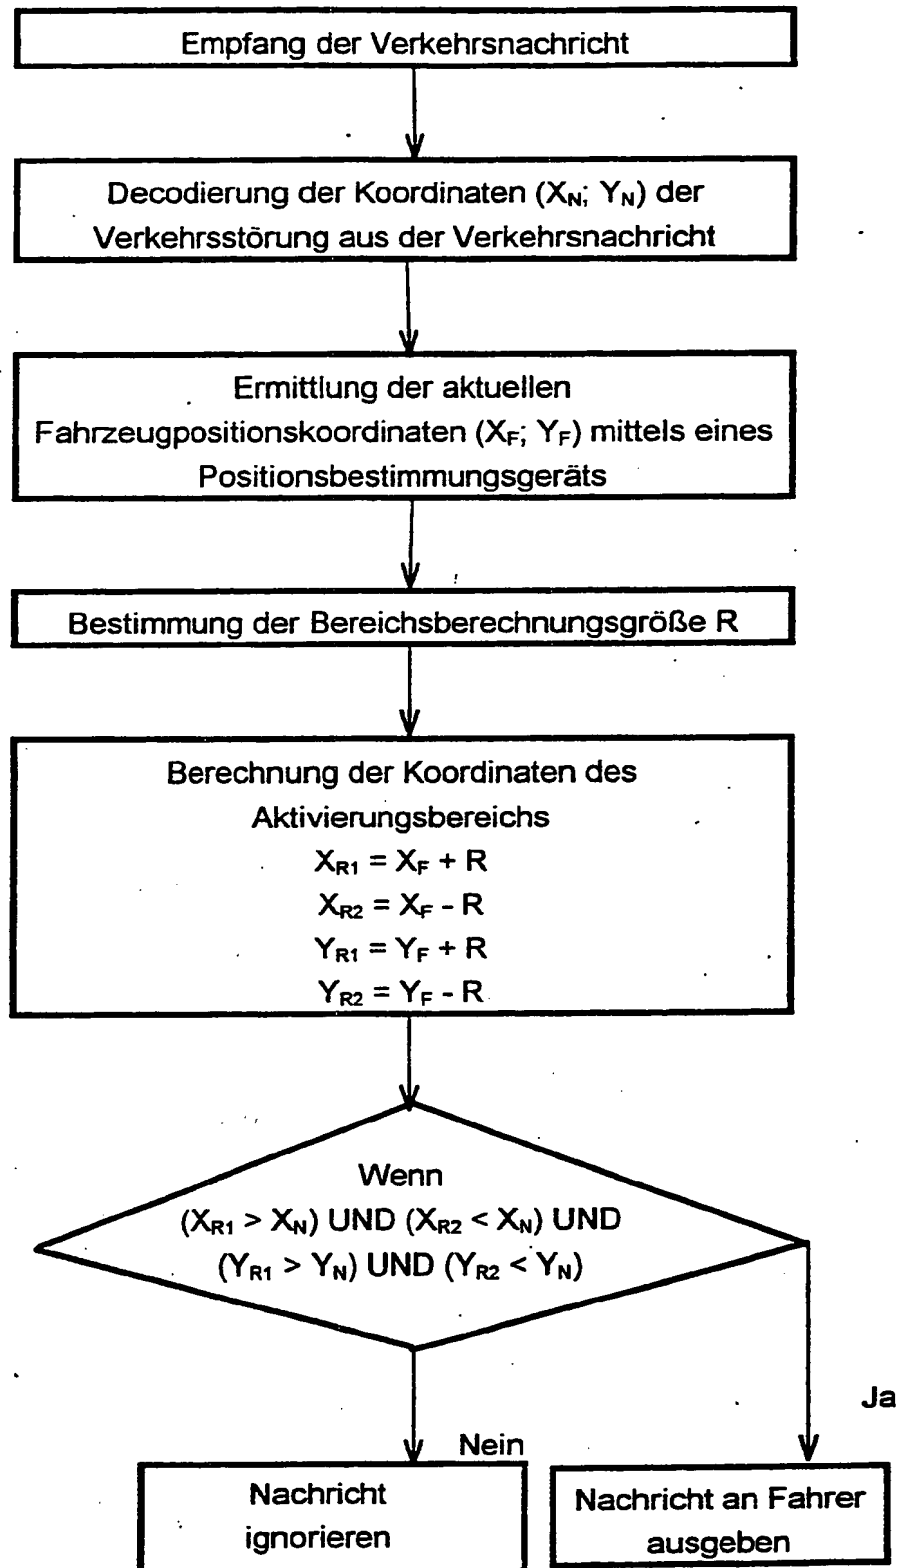 Empfang der Verkehrsnachricht
Decodierung der Koordinaten (X_N; Y_N) der
Verkehrsstörung aus der Verkehrsnachricht
Ermittlung der aktuellen
Fahrzeugpositionskoordinaten (X_F; Y_F) mittels eines
Positionsbestimmungsgeräts
Bestimmung der Bereichsberechnungsgröße R
Berechnung der Koordinaten des
Aktivierungsbereichs
X_R1 = X_F + R
X_R2 = X_F - R
Y_R1 = Y_F + R
Y_R2 = Y_F - R
Wenn
(X_R1 > X_N) UND (X_R2 < X_N) UND
(Y_R1 > Y_N) UND (Y_R2 < Y_N)
Ja
Nein
Nachricht
ignorieren
Nachricht an Fahrer
ausgeben